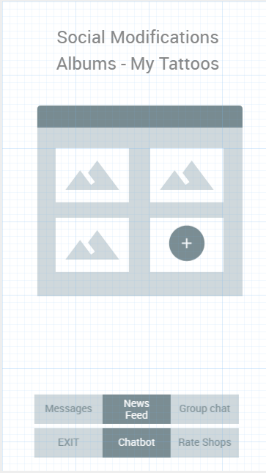 Social Modifications
Albums - My Tattoos
+
Messages
News
Feed
Group chat
EXIT
Chatbot
Rate Shops